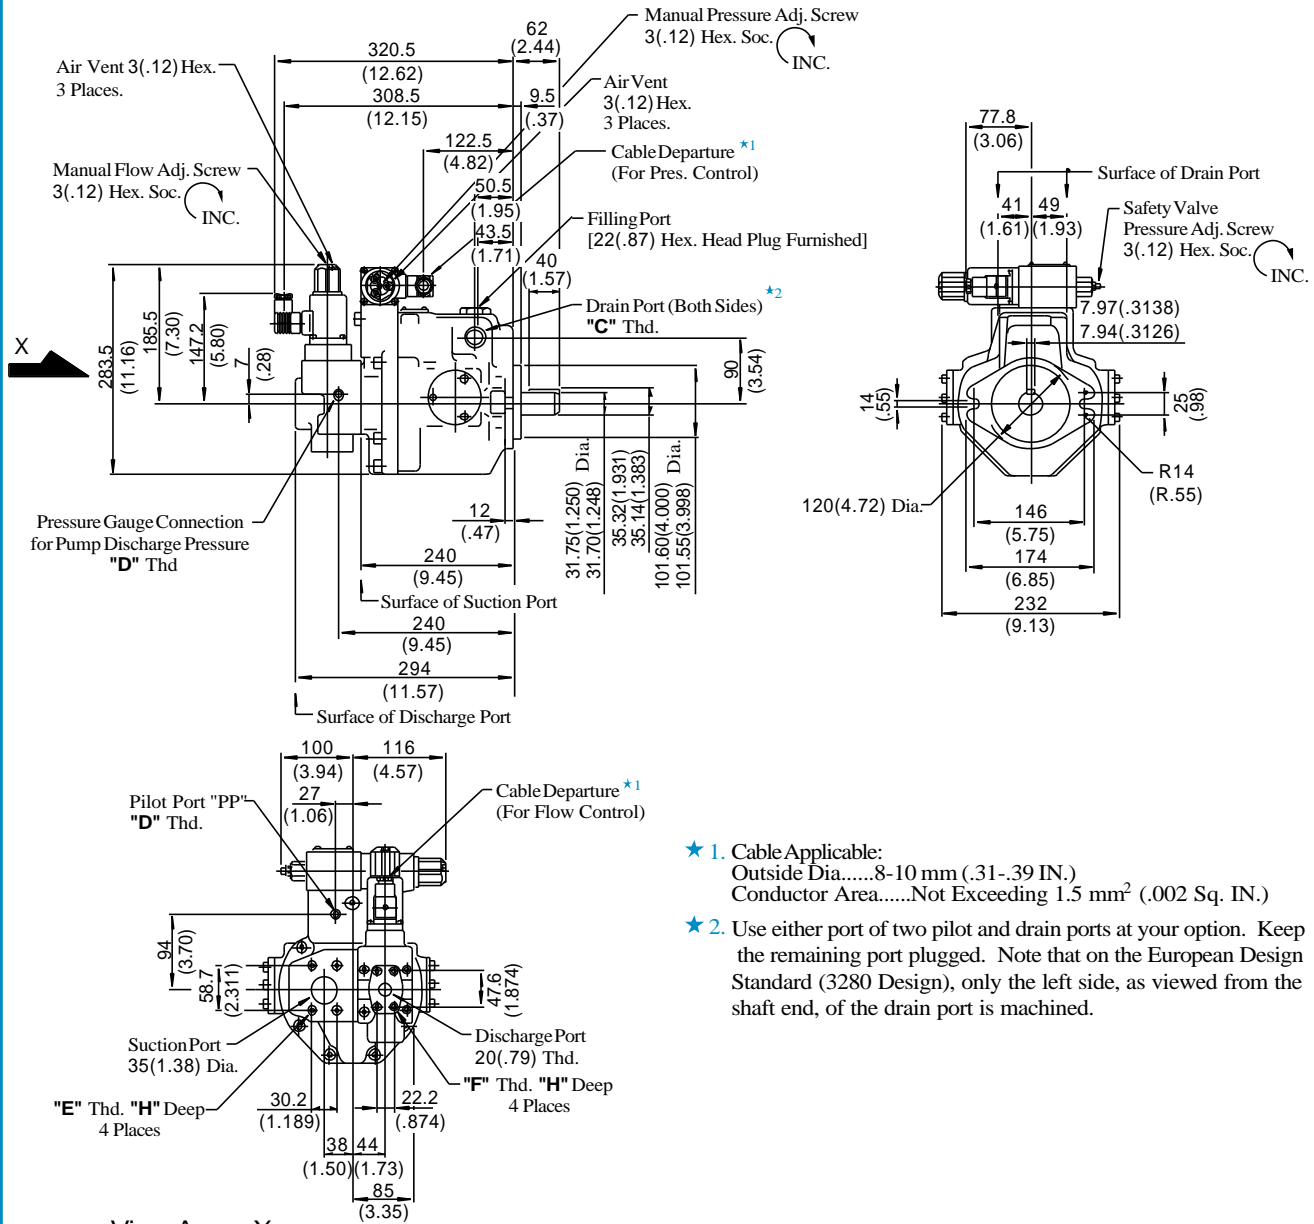 Manual Pressure Adj. Screw
3(.12) Hex. Soc.
INC.
62
(2.44)
320.5
(12.62)
Air Vent 3(.12) Hex.
3 Places.
308.5
(12.15)
9.5
(.37)
Air Vent
3(.12) Hex.
3 Places.
122.5
(4.82)
Cable Departure ★1
(For Pres. Control)
Manual Flow Adj. Screw
3(.12) Hex. Soc.
INC.
50.5
(1.95)
Filling Port
[22(.87) Hex. Head Plug Furnished]
43.5
(1.71)
40
(1.57)
Drain Port (Both Sides) ★2
"C" Thd.
X
283.5
(11.16)
185.5
(7.30)
147.2
(5.80)
7
(.28)
90
(3.54)
Pressure Gauge Connection
for Pump Discharge Pressure
"D" Thd
12
(.47)
31.75(1.250)
31.70(1.248) Dia.
35.32(1.931)
35.14(1.383)
101.60(4.000)
101.55(3.998) Dia.
240
(9.45)
Surface of Suction Port
240
(9.45)
294
(11.57)
Surface of Discharge Port
77.8
(3.06)
Surface of Drain Port
41
(1.61)
49
(1.93)
Safety Valve
Pressure Adj. Screw
3(.12) Hex. Soc.
INC.
7.97(.3138)
7.94(.3126)
14
(.55)
25
(.98)
R14
(R.55)
120(4.72) Dia.
146
(5.75)
174
(6.85)
232
(9.13)
100
(3.94)
116
(4.57)
27
(1.06)
Pilot Port "PP"
"D" Thd.
Cable Departure ★1
(For Flow Control)
94
(3.70)
58.7
(2.311)
47.6
(1.874)
Suction Port
35(1.38) Dia.
Discharge Port
20(.79) Thd.
"E" Thd. "H" Deep
4 Places
"F" Thd. "H" Deep
4 Places
30.2
(1.189)
22.2
(.874)
38
(1.50)
44
(1.73)
85
(3.35)
★ 1. Cable Applicable:
Outside Dia......8-10 mm (.31-.39 IN.)
Conductor Area......Not Exceeding 1.5 mm² (.002 Sq. IN.)
★ 2. Use either port of two pilot and drain ports at your option. Keep
the remaining port plugged. Note that on the European Design
Standard (3280 Design), only the left side, as viewed from the
shaft end, of the drain port is machined.